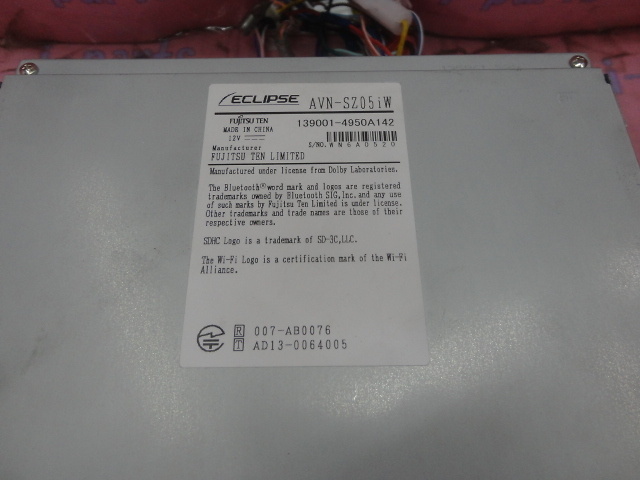 ECLIPSE AVN-SZ05iW
FUJITSU TEN 139001-4950A142
MADE IN CHINA
12V
S/NO. WN6A0520
Manufacturer
FUJITSU TEN LIMITED
Manufactured under license from Dolby Laboratories.
The Bluetooth® word mark and logos are registered
trademarks owned by Bluetooth SIG,Inc. and any use
of such marks by Fujitsu Ten Limited is under license.
Other trademarks and trade names are those of their
respective owners.
SDHC Logo is a trademark of SD-3C,LLC.
The Wi-Fi Logo is a certification mark of the Wi-Fi
Alliance.
R 007-AB0076
T AD13-0064005